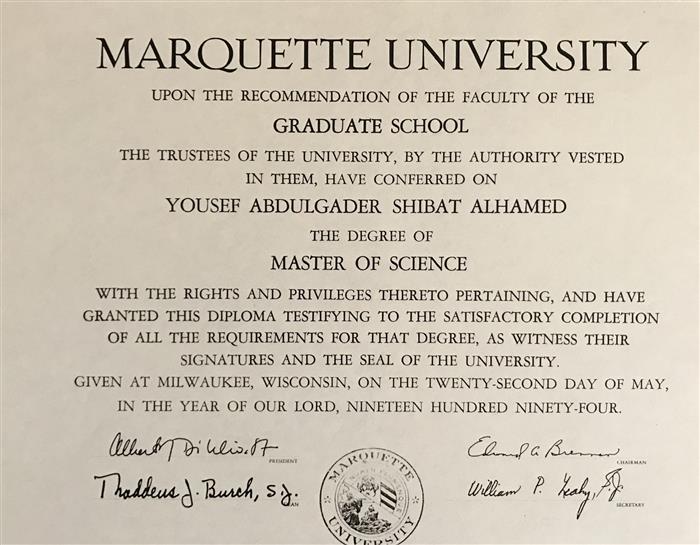 MARQUETTE UNIVERSITY
UPON THE RECOMMENDATION OF THE FACULTY OF THE
GRADUATE SCHOOL
THE TRUSTEES OF THE UNIVERSITY, BY THE AUTHORITY VESTED
IN THEM, HAVE CONFERRED ON
YOUSEF ABDULGADER SHIBAT ALHAMED
THE DEGREE OF
MASTER OF SCIENCE
WITH THE RIGHTS AND PRIVILEGES THERETO PERTAINING, AND HAVE
GRANTED THIS DIPLOMA TESTIFYING TO THE SATISFACTORY COMPLETION
OF ALL THE REQUIREMENTS FOR THAT DEGREE, AS WITNESS THEIR
SIGNATURES AND THE SEAL OF THE UNIVERSITY.
GIVEN AT MILWAUKEE, WISCONSIN, ON THE TWENTY-SECOND DAY OF MAY,
IN THE YEAR OF OUR LORD, NINETEEN HUNDRED NINETY-FOUR.
PRESIDENT
CHAIRMAN
Thaddeus J. Burch, S.J.
William P. Leahy, S.J.
SECRETARY
MARQUETTE
UNIVERSITY